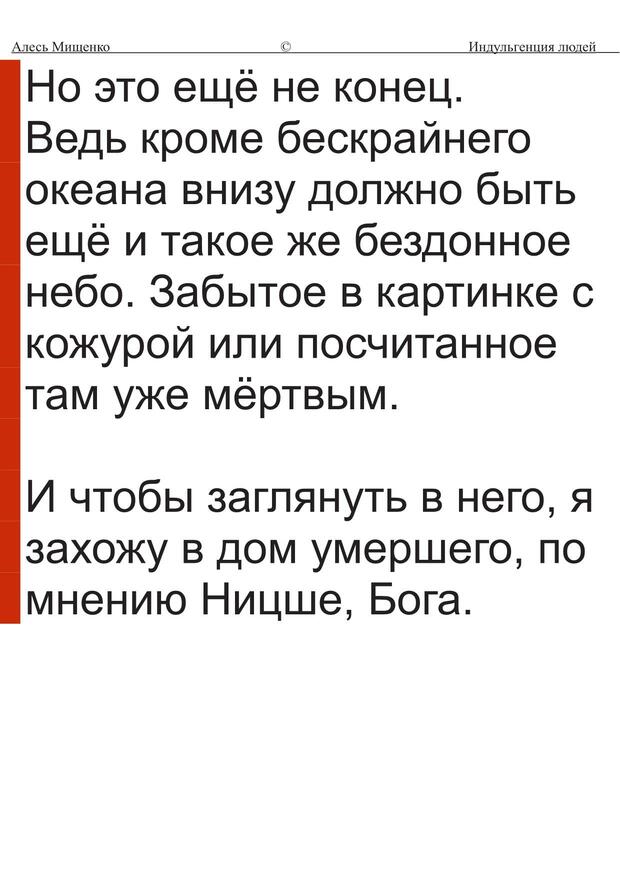 Алесь Мищенко © Индульгенция людей
Но это ещё не конец.
Ведь кроме бескрайнего
океана внизу должно быть
ещё и такое же бездонное
небо. Забытое в картинке с
кожурой или посчитанное
там уже мёртвым.
И чтобы заглянуть в него, я
захожу в дом умершего, по
мнению Ницше, Бога.